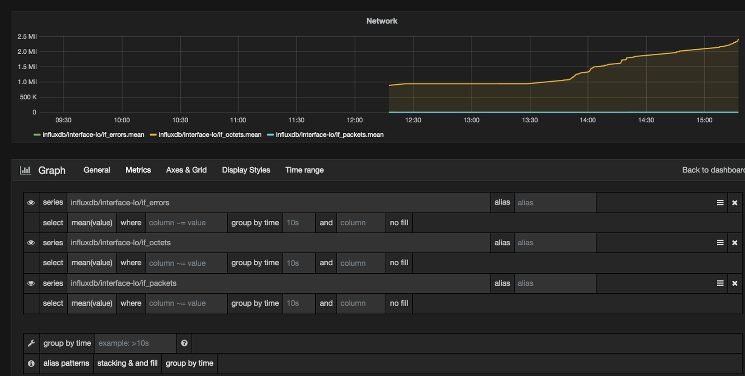 Network
2.5 Mil
2.0 Mil
1.5 Mil
1.0 Mil
500 K
0
09:30 10:00 10:30 11:00 11:30 12:00 12:30 13:00 13:30 14:00 14:30 15:00
influxdb/interface-lo/if_errors.mean influxdb/interface-lo/if_octets.mean influxdb/interface-lo/if_packets.mean
Graph General Metrics Axes & Grid Display Styles Time range Back to dashboard
series influxdb/interface-lo/if_errors alias alias
select mean(value) where column ~= value group by time 10s and column no fill
series influxdb/interface-lo/if_octets alias alias
select mean(value) where column ~= value group by time 10s and column no fill
series influxdb/interface-lo/if_packets alias alias
select mean(value) where column ~= value group by time 10s and column no fill
group by time example: >10s
alias patterns stacking & and fill group by time